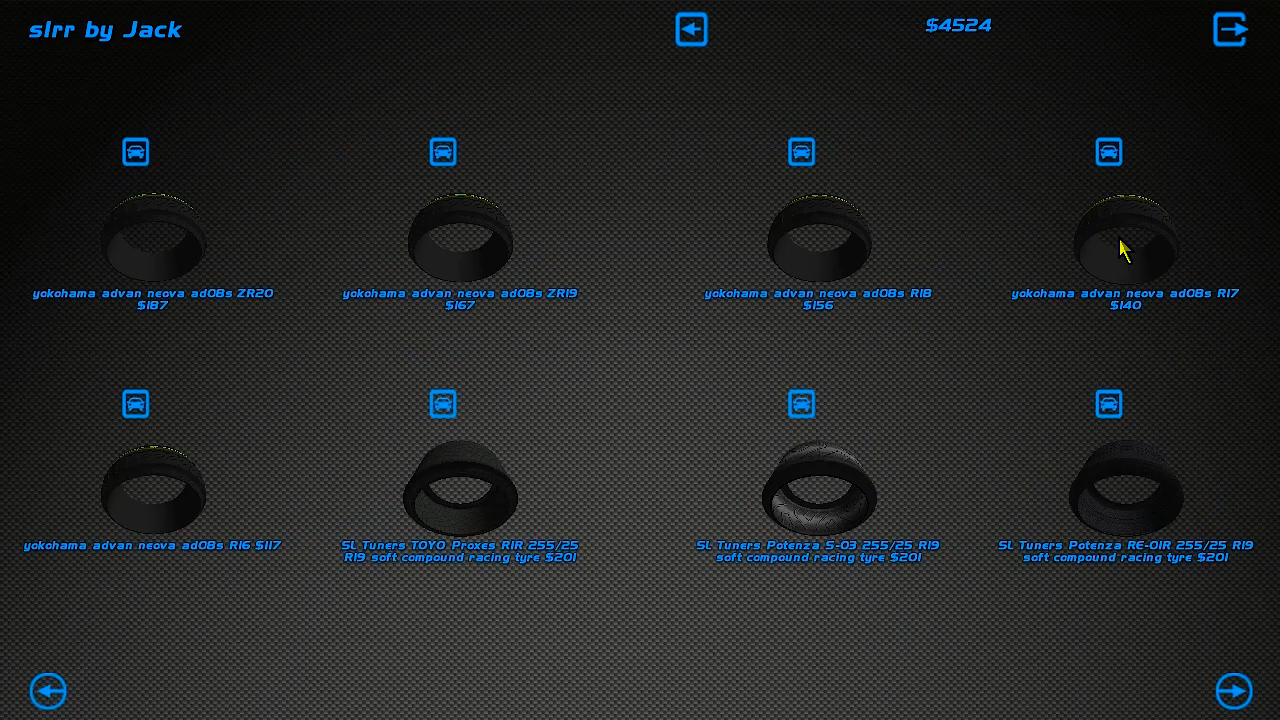 slrr by Jack
$4524
yokohama advan neova ad08s ZR20
$187
yokohama advan neova ad08s ZR19
$167
yokohama advan neova ad08s R18
$156
yokohama advan neova ad08s R17
$140
yokohama advan neova ad08s R16 $117
SL Tuners TOYO Proxes R1R 255/25
R19 soft compound racing tyre $201
SL Tuners Potenza S-03 255/25 R19
soft compound racing tyre $201
SL Tuners Potenza RE-01R 255/25 R19
soft compound racing tyre $201